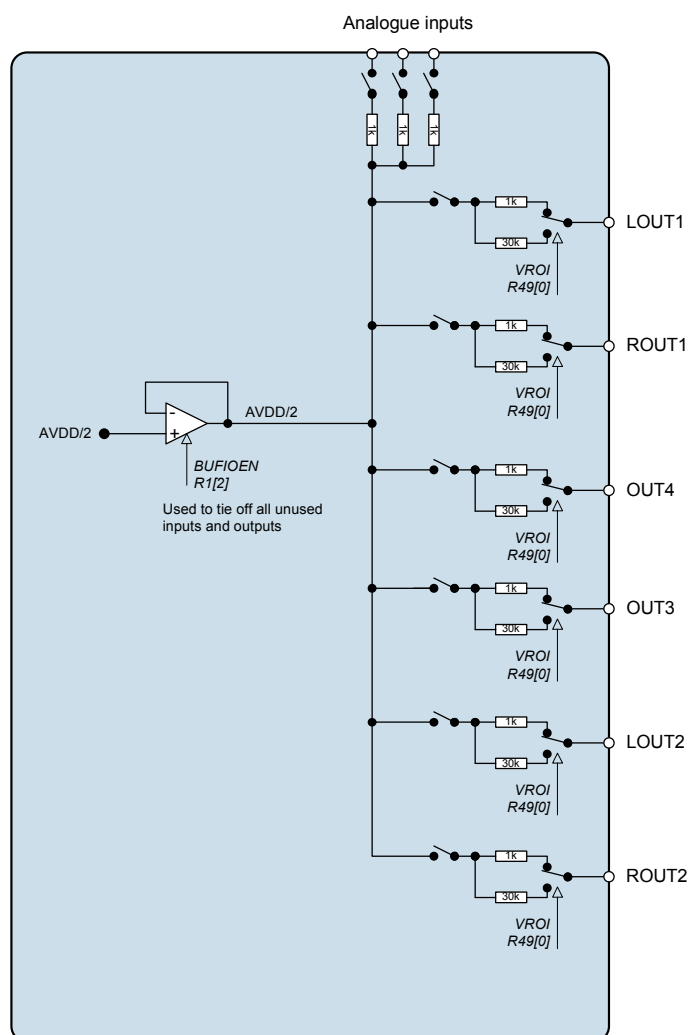 Analogue inputs
1k
1k
1k
1k
30k
LOUT1
VROI
R49[0]
1k
30k
ROUT1
VROI
R49[0]
AVDD/2
-
+
AVDD/2
BUFIOEN
R1[2]
Used to tie off all unused
inputs and outputs
1k
30k
OUT4
VROI
R49[0]
1k
30k
OUT3
VROI
R49[0]
1k
30k
LOUT2
VROI
R49[0]
1k
30k
ROUT2
VROI
R49[0]